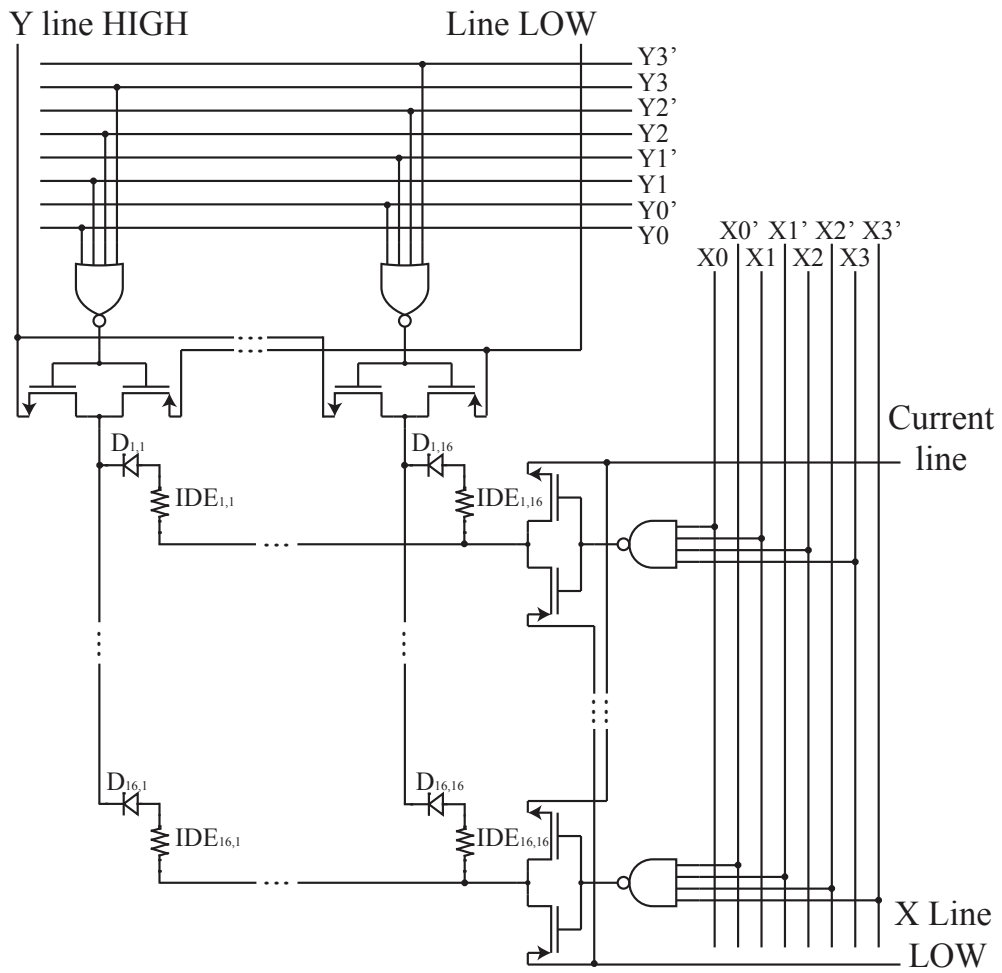 Y line HIGH
Line LOW
Y3’
Y3
Y2’
Y2
Y1’
Y1
Y0’
Y0
X0’ X1’ X2’ X3’
X0 X1 X2 X3
D1,1
IDE1,1
D1,16
IDE1,16
Current
line
D16,1
IDE16,1
D16,16
IDE16,16
X Line
LOW